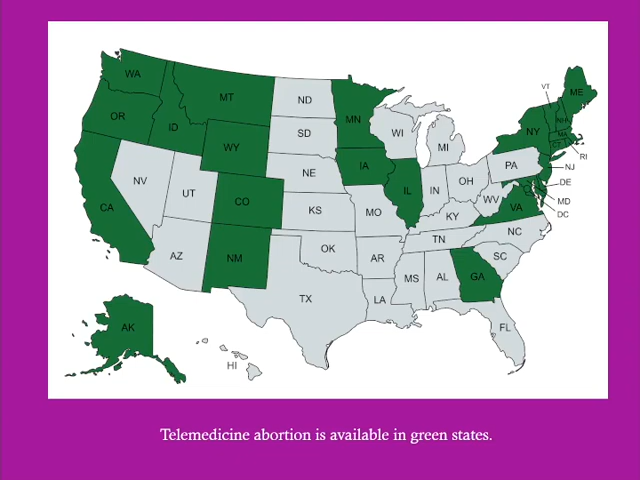 WA
MT
ND
MN
ME
VT
OR
ID
SD
WI
MI
NY
NH
MA
CT
RI
WY
NE
IA
PA
NJ
NV
UT
CO
IL
IN
OH
DE
MD
DC
CA
KS
MO
KY
WV
VA
AZ
NM
OK
AR
TN
NC
SC
TX
LA
MS
AL
GA
FL
AK
HI
Telemedicine abortion is available in green states.